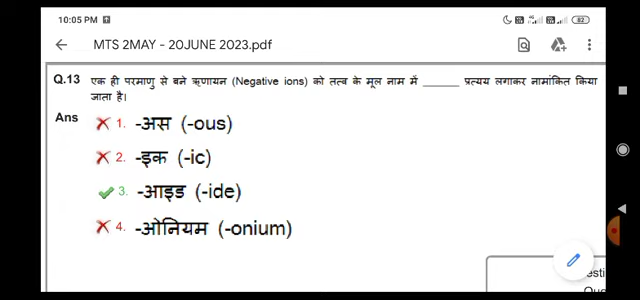 10:05 PM
82
MTS 2MAY - 20JUNE 2023.pdf
Q.13 एक ही परमाणु से बने ऋणायन (Negative ions) को तत्व के मूल नाम में ______ प्रत्यय लगाकर नामांकित किया
जाता है।
Ans
1. -अस (-ous)
2. -इक (-ic)
3. -आइड (-ide)
4. -ओनियम (-onium)